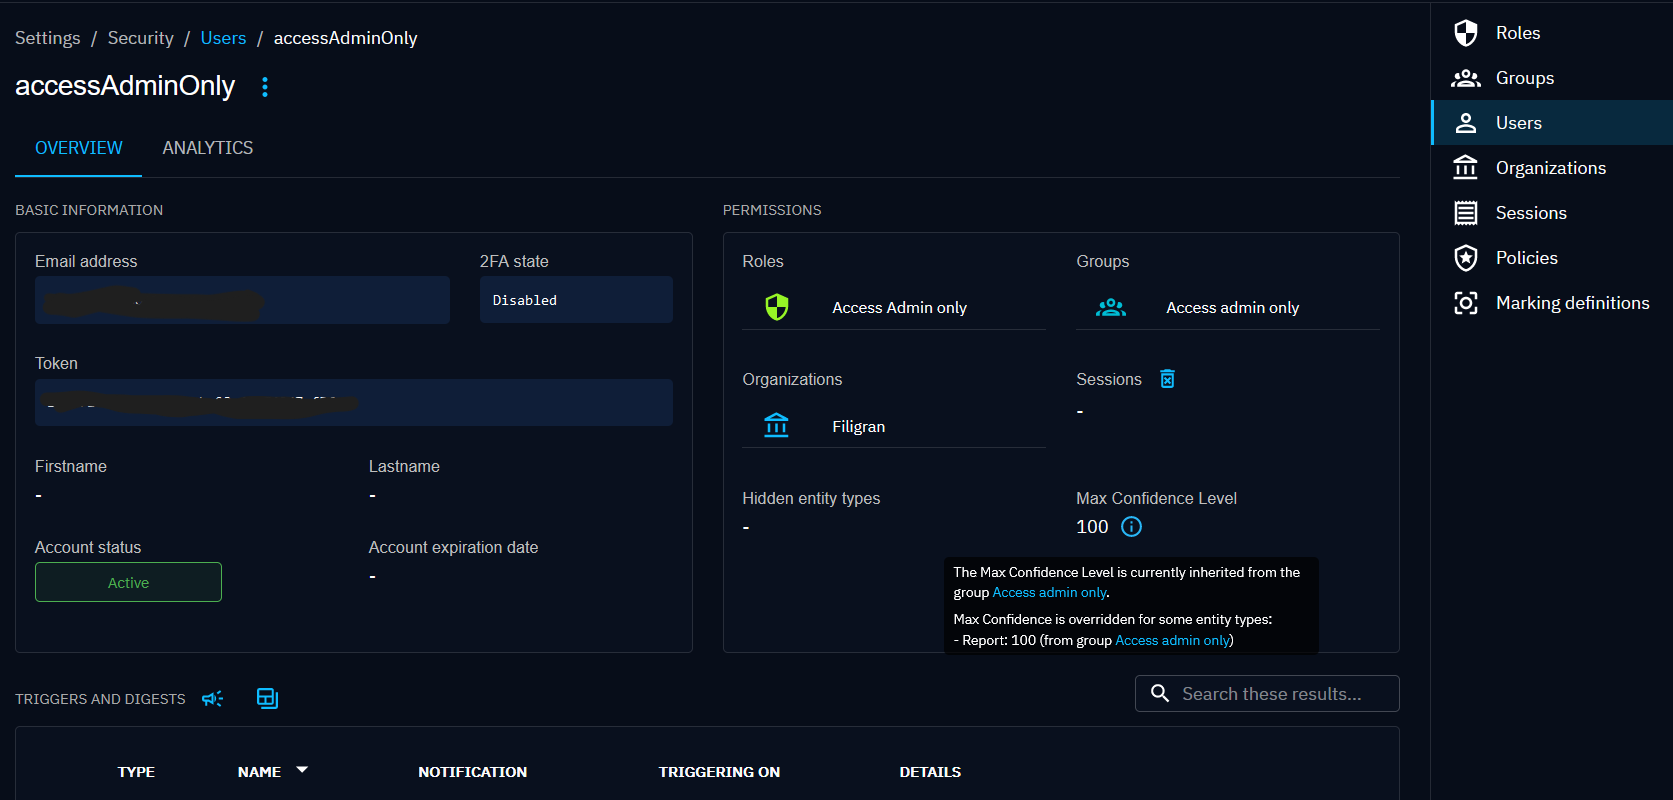 Settings / Security / Users / accessAdminOnly
accessAdminOnly
OVERVIEW
ANALYTICS
BASIC INFORMATION
Email address
2FA state
Disabled
Token
Firstname
-
Lastname
-
Account status
Active
Account expiration date
-
PERMISSIONS
Roles
Access Admin only
Groups
Access admin only
Organizations
Filigran
Sessions
-
Hidden entity types
-
Max Confidence Level
100
The Max Confidence Level is currently inherited from the
group Access admin only.
Max Confidence is overridden for some entity types:
- Report: 100 (from group Access admin only)
TRIGGERS AND DIGESTS
Search these results...
TYPE
NAME
NOTIFICATION
TRIGGERING ON
DETAILS
Roles
Groups
Users
Organizations
Sessions
Policies
Marking definitions